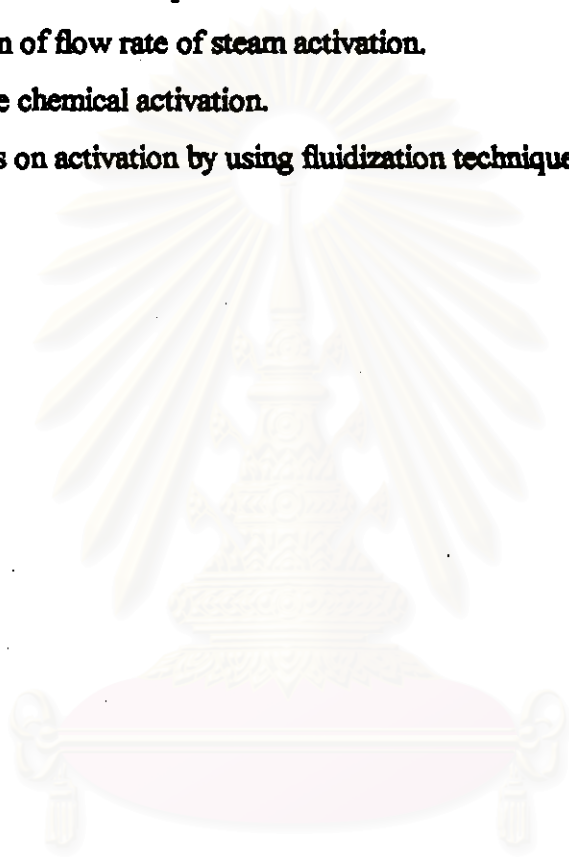 n of flow rate of steam activation.
e chemical activation.
s on activation by using fluidization technique